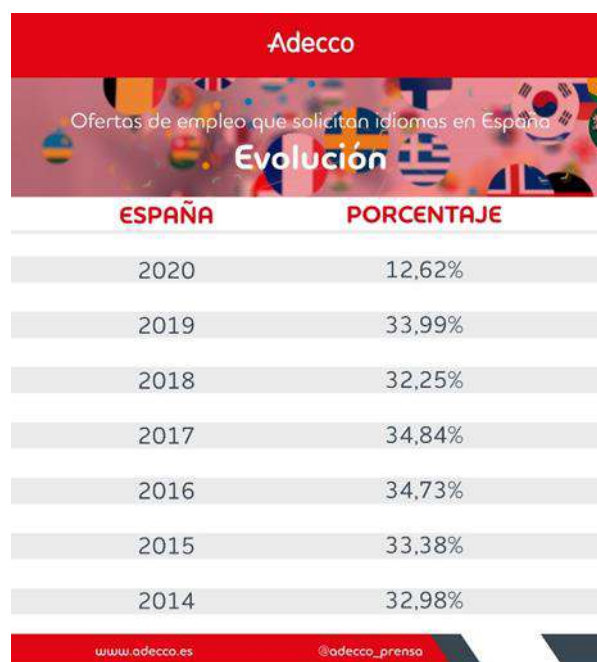 Adecco
Ofertas de empleo que solicitan idiomas en España
Evolución
ESPAÑA PORCENTAJE
2020 12,62%
2019 33,99%
2018 32,25%
2017 34,84%
2016 34,73%
2015 33,38%
2014 32,98%
www.adecco.es @adecco_prensa